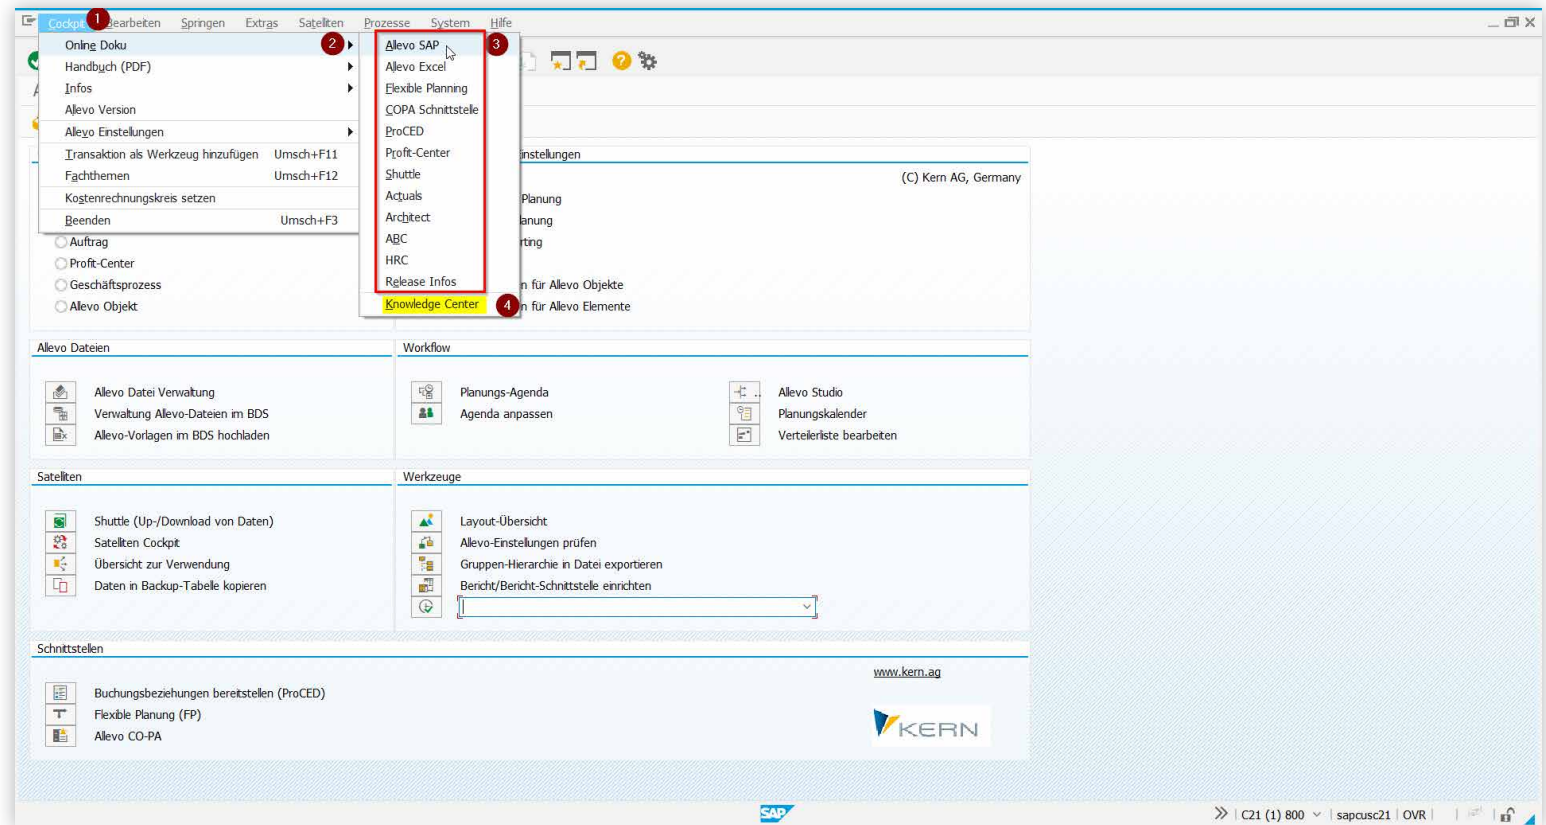 Cockpit 1 Bearbeiten Springen Extras Satelliten Prozesse System Hilfe
Online Doku 2
Handbuch (PDF)
Infos
Allevo Version
Allevo Einstellungen
Transaktion als Werkzeug hinzufügen Umsch+F11
Fachthemen Umsch+F12
Kostenrechnungskreis setzen
Beenden Umsch+F3
Allevo SAP 3
Allevo Excel
Flexible Planning
COPA Schnittstelle
ProCED
Profit-Center
Shuttle
Actuals
Architect
ABC
HRC
Release Infos
Knowledge Center 4
instellungen
(C) Kern AG, Germany
Planung
lanung
rting
n für Allevo Objekte
n für Allevo Elemente
Auftrag
Profit-Center
Geschäftsprozess
Allevo Objekt
Allevo Dateien
Allevo Datei Verwaltung
Verwaltung Allevo-Dateien im BDS
Allevo-Vorlagen im BDS hochladen
Workflow
Planungs-Agenda
Agenda anpassen
Allevo Studio
Planungskalender
Verteilerliste bearbeiten
Satelliten
Shuttle (Up-/Download von Daten)
Satelliten Cockpit
Übersicht zur Verwendung
Daten in Backup-Tabelle kopieren
Werkzeuge
Layout-Übersicht
Allevo-Einstellungen prüfen
Gruppen-Hierarchie in Datei exportieren
Bericht/Bericht-Schnittstelle einrichten
Schnittstellen
Buchungsbeziehungen bereitstellen (ProCED)
Flexible Planung (FP)
Allevo CO-PA
www.kern.ag
KERN
SAP
C21 (1) 800 sapcusc21 OVR